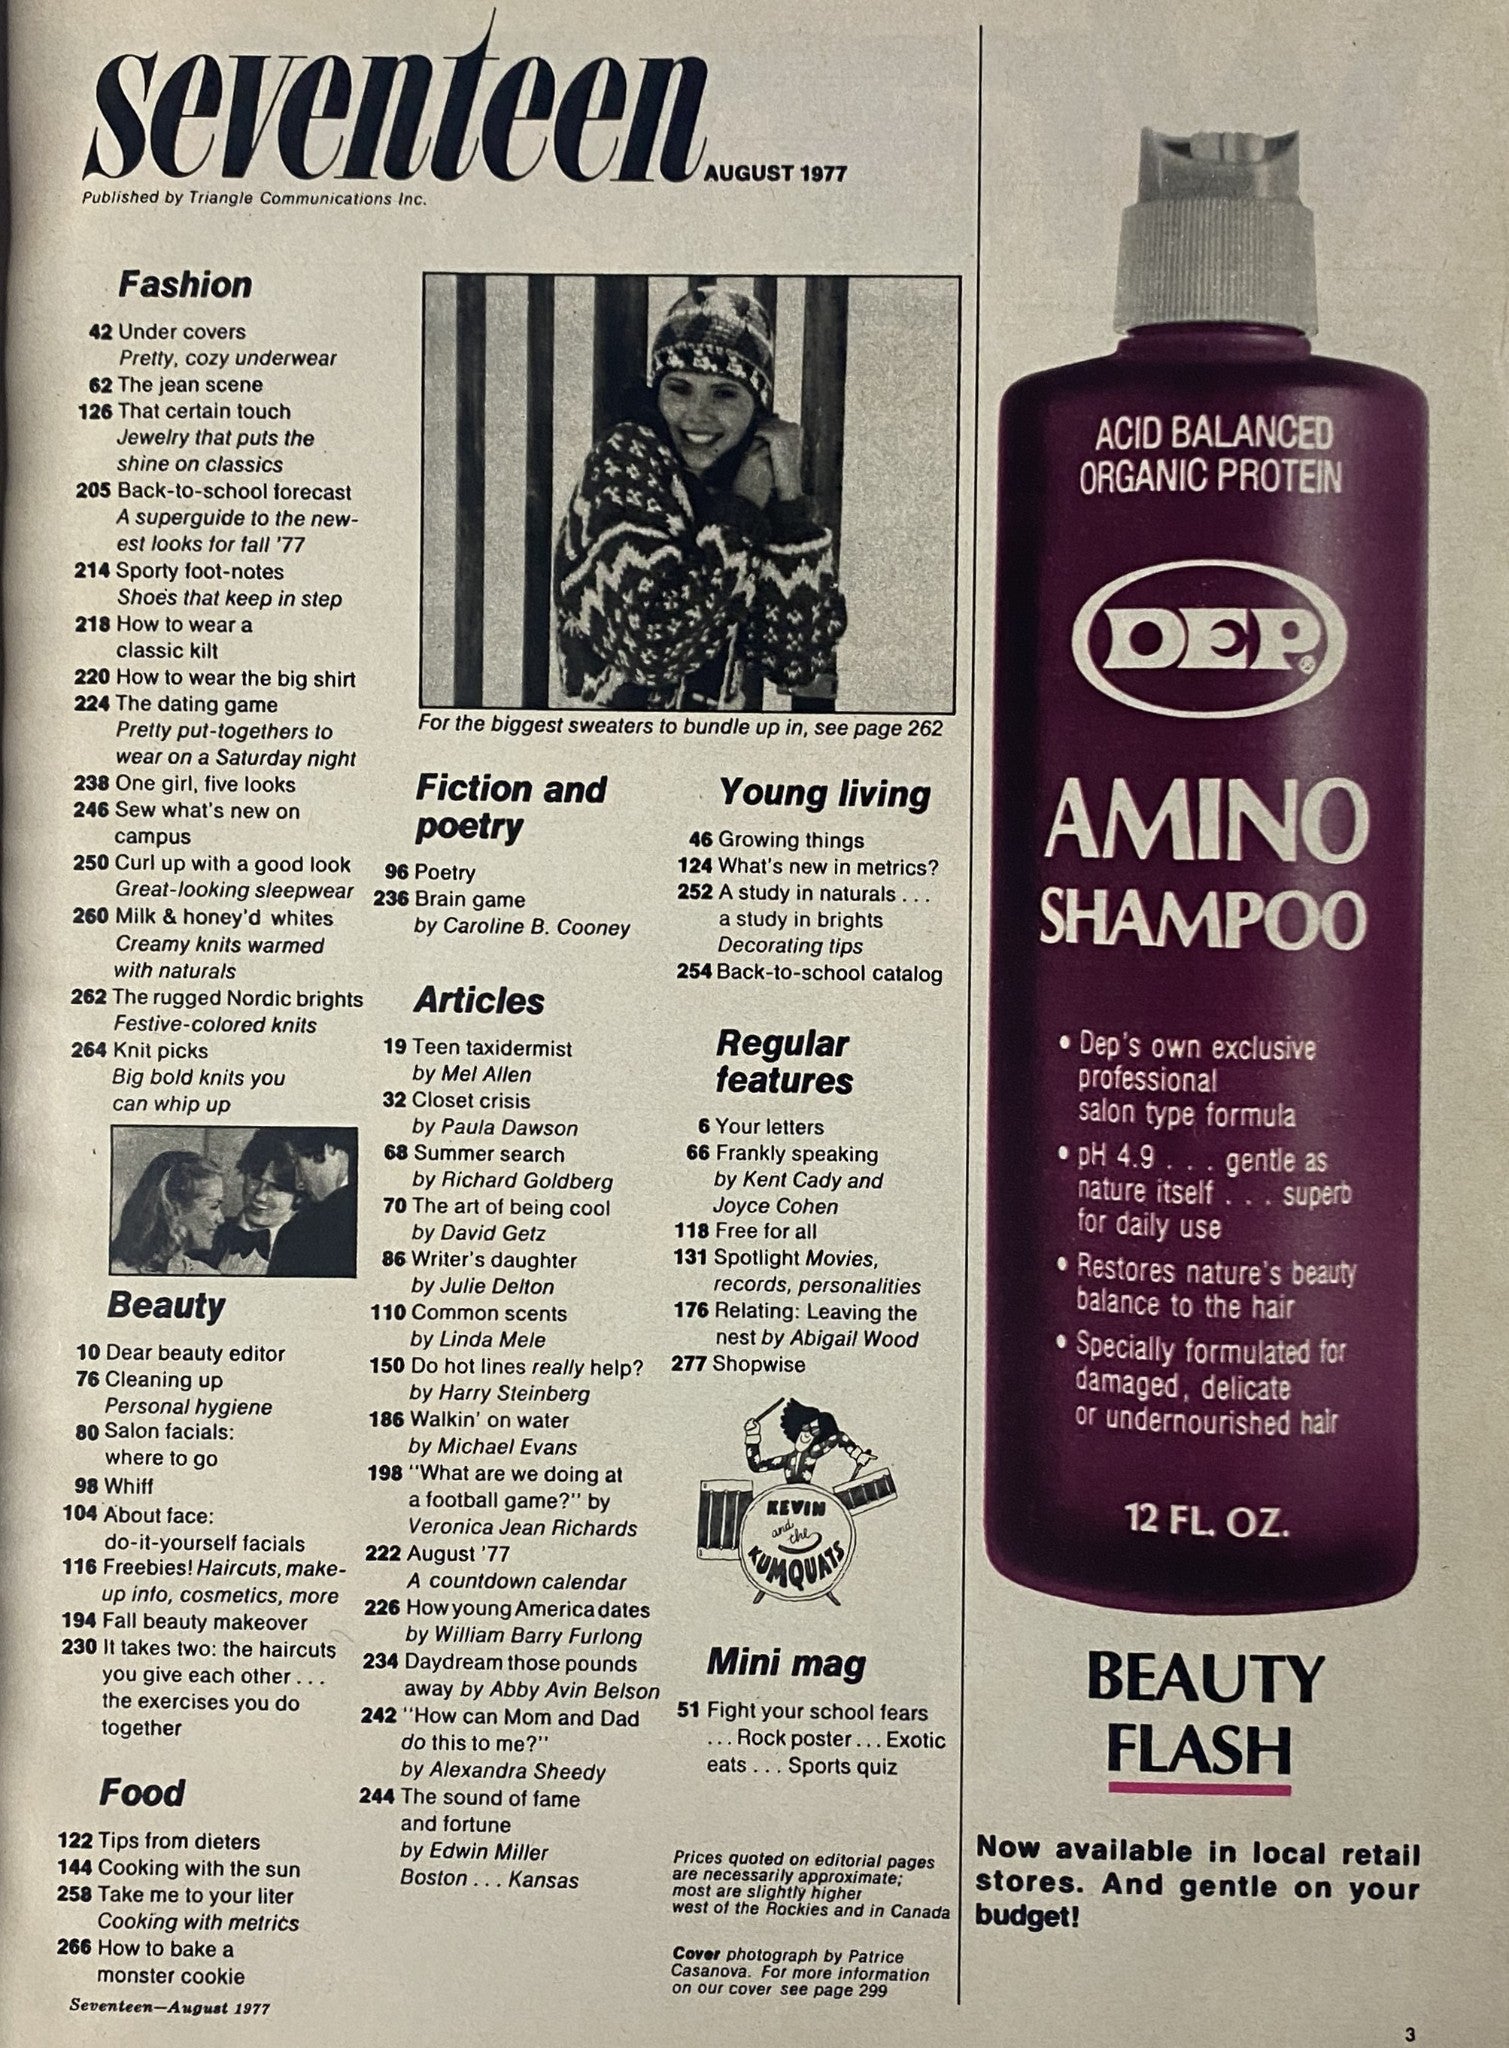 seventeen
AUGUST 1977
Published by Triangle Communications Inc.
Fashion
42 Under covers
Pretty, cozy underwear
62 The jean scene
126 That certain touch
Jewelry that puts the
shine on classics
205 Back-to-school forecast
A superguide to the new-
est looks for fall '77
214 Sporty foot-notes
Shoes that keep in step
218 How to wear a
classic kilt
220 How to wear the big shirt
224 The dating game
Pretty put-togethers to
wear on a Saturday night
238 One girl, five looks
246 Sew what's new on
campus
250 Curl up with a good look
Great-looking sleepwear
260 Milk & honey'd whites
Creamy knits warmed
with naturals
262 The rugged Nordic brights
Festive-colored knits
264 Knit picks
Big bold knits you
can whip up
Beauty
10 Dear beauty editor
76 Cleaning up
Personal hygiene
80 Salon facials:
where to go
98 Whiff
104 About face:
do-it-yourself facials
116 Freebies! Haircuts, make-
up info, cosmetics, more
194 Fall beauty makeover
230 It takes two: the haircuts
you give each other . . .
the exercises you do
together
Food
122 Tips from dieters
144 Cooking with the sun
258 Take me to your liter
Cooking with metrics
266 How to bake a
monster cookie
Seventeen—August 1977
For the biggest sweaters to bundle up in, see page 262
Fiction and
poetry
96 Poetry
236 Brain game
by Caroline B. Cooney
Articles
19 Teen taxidermist
by Mel Allen
32 Closet crisis
by Paula Dawson
68 Summer search
by Richard Goldberg
70 The art of being cool
by David Getz
86 Writer's daughter
by Julie Delton
110 Common scents
by Linda Mele
150 Do hot lines really help?
by Harry Steinberg
186 Walkin' on water
by Michael Evans
198 "What are we doing at
a football game?" by
Veronica Jean Richards
222 August '77
A countdown calendar
226 How young America dates
by William Barry Furlong
234 Daydream those pounds
away by Abby Avin Belson
242 "How can Mom and Dad
do this to me?"
by Alexandra Sheedy
244 The sound of fame
and fortune
by Edwin Miller
Boston . . . Kansas
Young living
46 Growing things
124 What's new in metrics?
252 A study in naturals . . .
a study in brights
Decorating tips
254 Back-to-school catalog
Regular
features
6 Your letters
66 Frankly speaking
by Kent Cady and
Joyce Cohen
118 Free for all
131 Spotlight Movies,
records, personalities
176 Relating: Leaving the
nest by Abigail Wood
277 Shopwise
KEVIN
and the
KUMQUATS
Mini mag
51 Fight your school fears
. . . Rock poster . . . Exotic
eats . . . Sports quiz
Prices quoted on editorial pages
are necessarily approximate;
most are slightly higher
west of the Rockies and in Canada
Cover photograph by Patrice
Casanova. For more information
on our cover see page 299
ACID BALANCED
ORGANIC PROTEIN
DEP®
AMINO
SHAMPOO
• Dep's own exclusive
professional
salon type formula
• pH 4.9 . . . gentle as
nature itself . . . superb
for daily use
• Restores nature's beauty
balance to the hair
• Specially formulated for
damaged, delicate
or undernourished hair
12 FL. OZ.
BEAUTY
FLASH
Now available in local retail
stores. And gentle on your
budget!
3